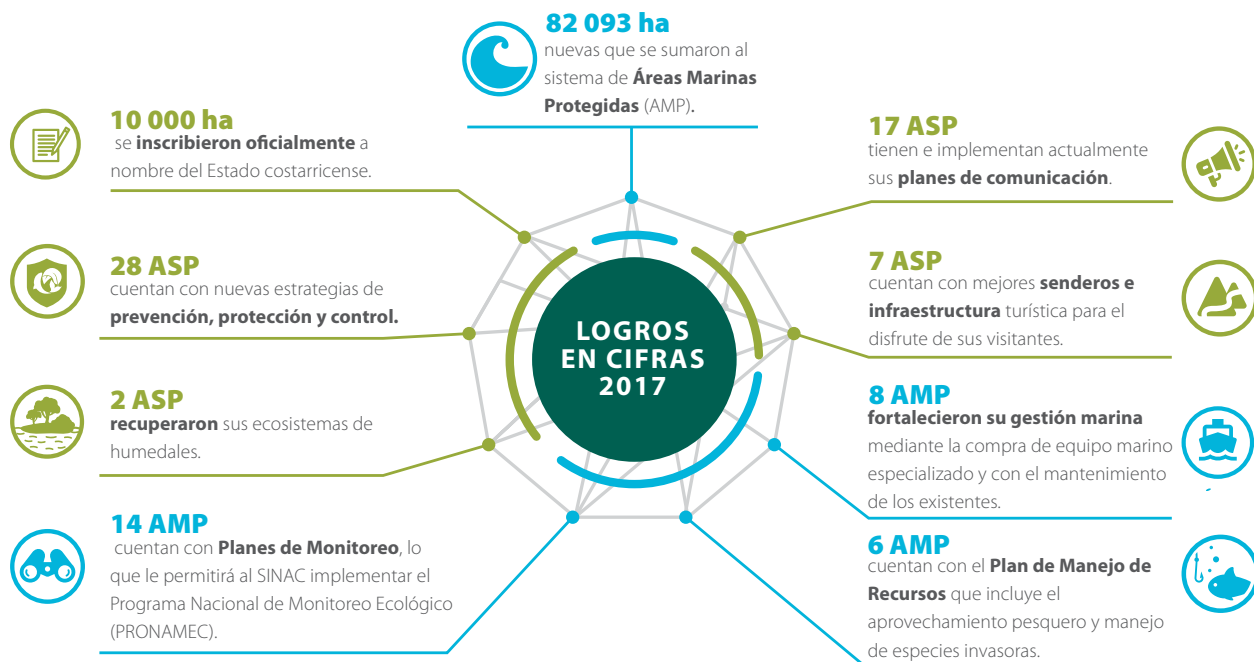 82 093 ha
nuevas que se sumaron al
sistema de Áreas Marinas
Protegidas (AMP).
10 000 ha
se inscribieron oficialmente a
nombre del Estado costarricense.
28 ASP
cuentan con nuevas estrategias de
prevención, protección y control.
2 ASP
recuperaron sus ecosistemas de
humedales.
14 AMP
cuentan con Planes de Monitoreo, lo
que le permitirá al SINAC implementar el
Programa Nacional de Monitoreo Ecológico
(PRONAMEC).
LOGROS
EN CIFRAS
2017
17 ASP
tienen e implementan actualmente
sus planes de comunicación.
7 ASP
cuentan con mejores senderos e
infraestructura turística para el
disfrute de sus visitantes.
8 AMP
fortalecieron su gestión marina
mediante la compra de equipo marino
especializado y con el mantenimiento
de los existentes.
6 AMP
cuentan con el Plan de Manejo de
Recursos que incluye el
aprovechamiento pesquero y manejo
de especies invasoras.